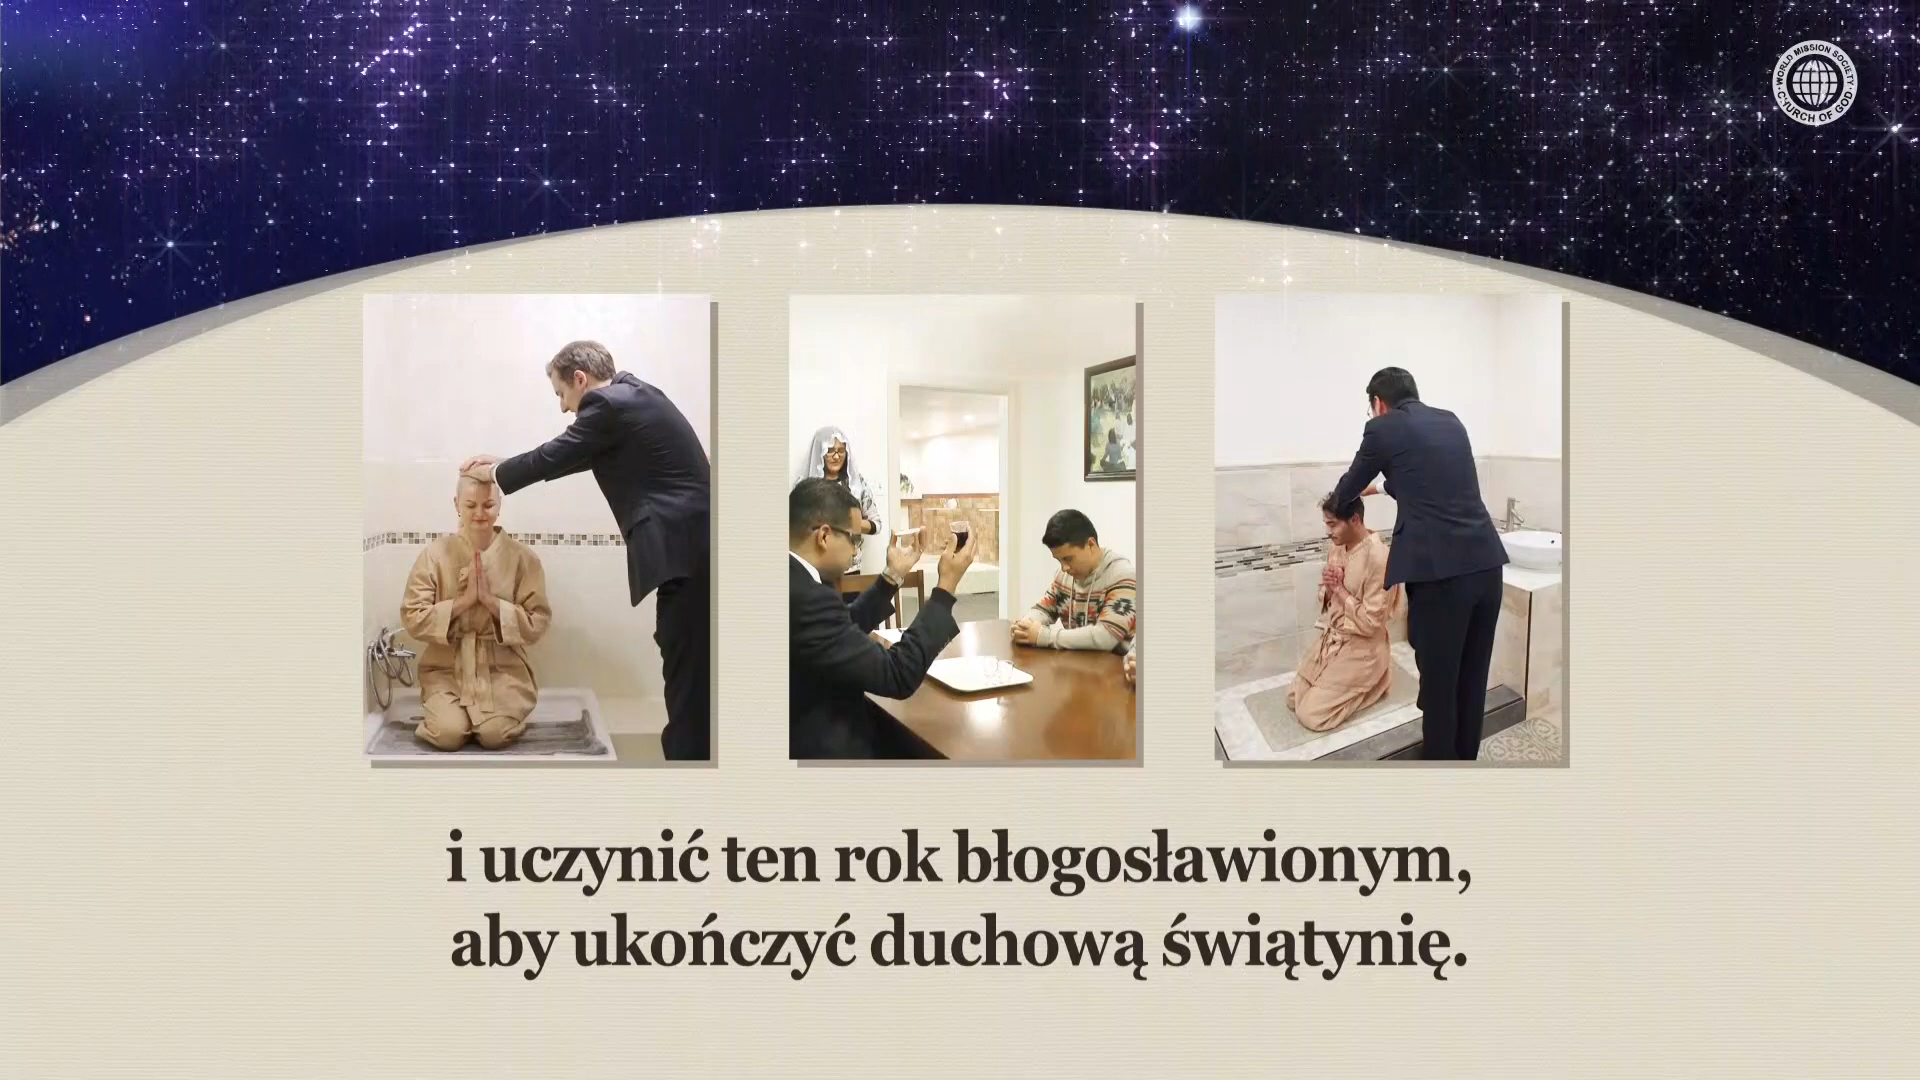 WORLD MISSION SOCIETY
CHURCH OF GOD
i uczynić ten rok błogosławionym,
aby ukończyć duchową świątynię.